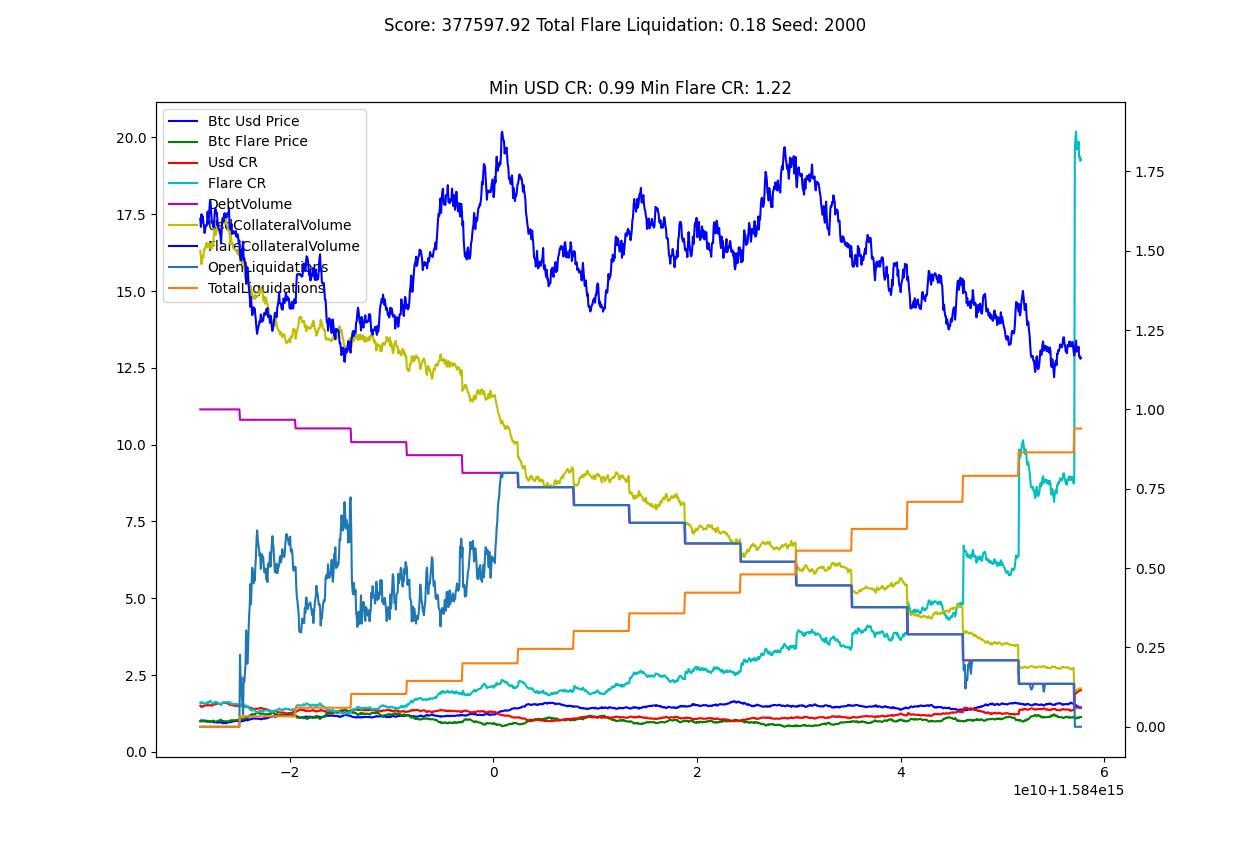 Score: 377597.92 Total Flare Liquidation: 0.18 Seed: 2000
Min USD CR: 0.99 Min Flare CR: 1.22
Btc Usd Price
Btc Flare Price
Usd CR
Flare CR
DebtVolume
UsdCollateralVolume
FlareCollateralVolume
OpenLiquidations
TotalLiquidations
20.0
17.5
15.0
12.5
10.0
7.5
5.0
2.5
0.0
1.75
1.50
1.25
1.00
0.75
0.50
0.25
0.00
−2 0 2 4 6
1e10+1.584e15